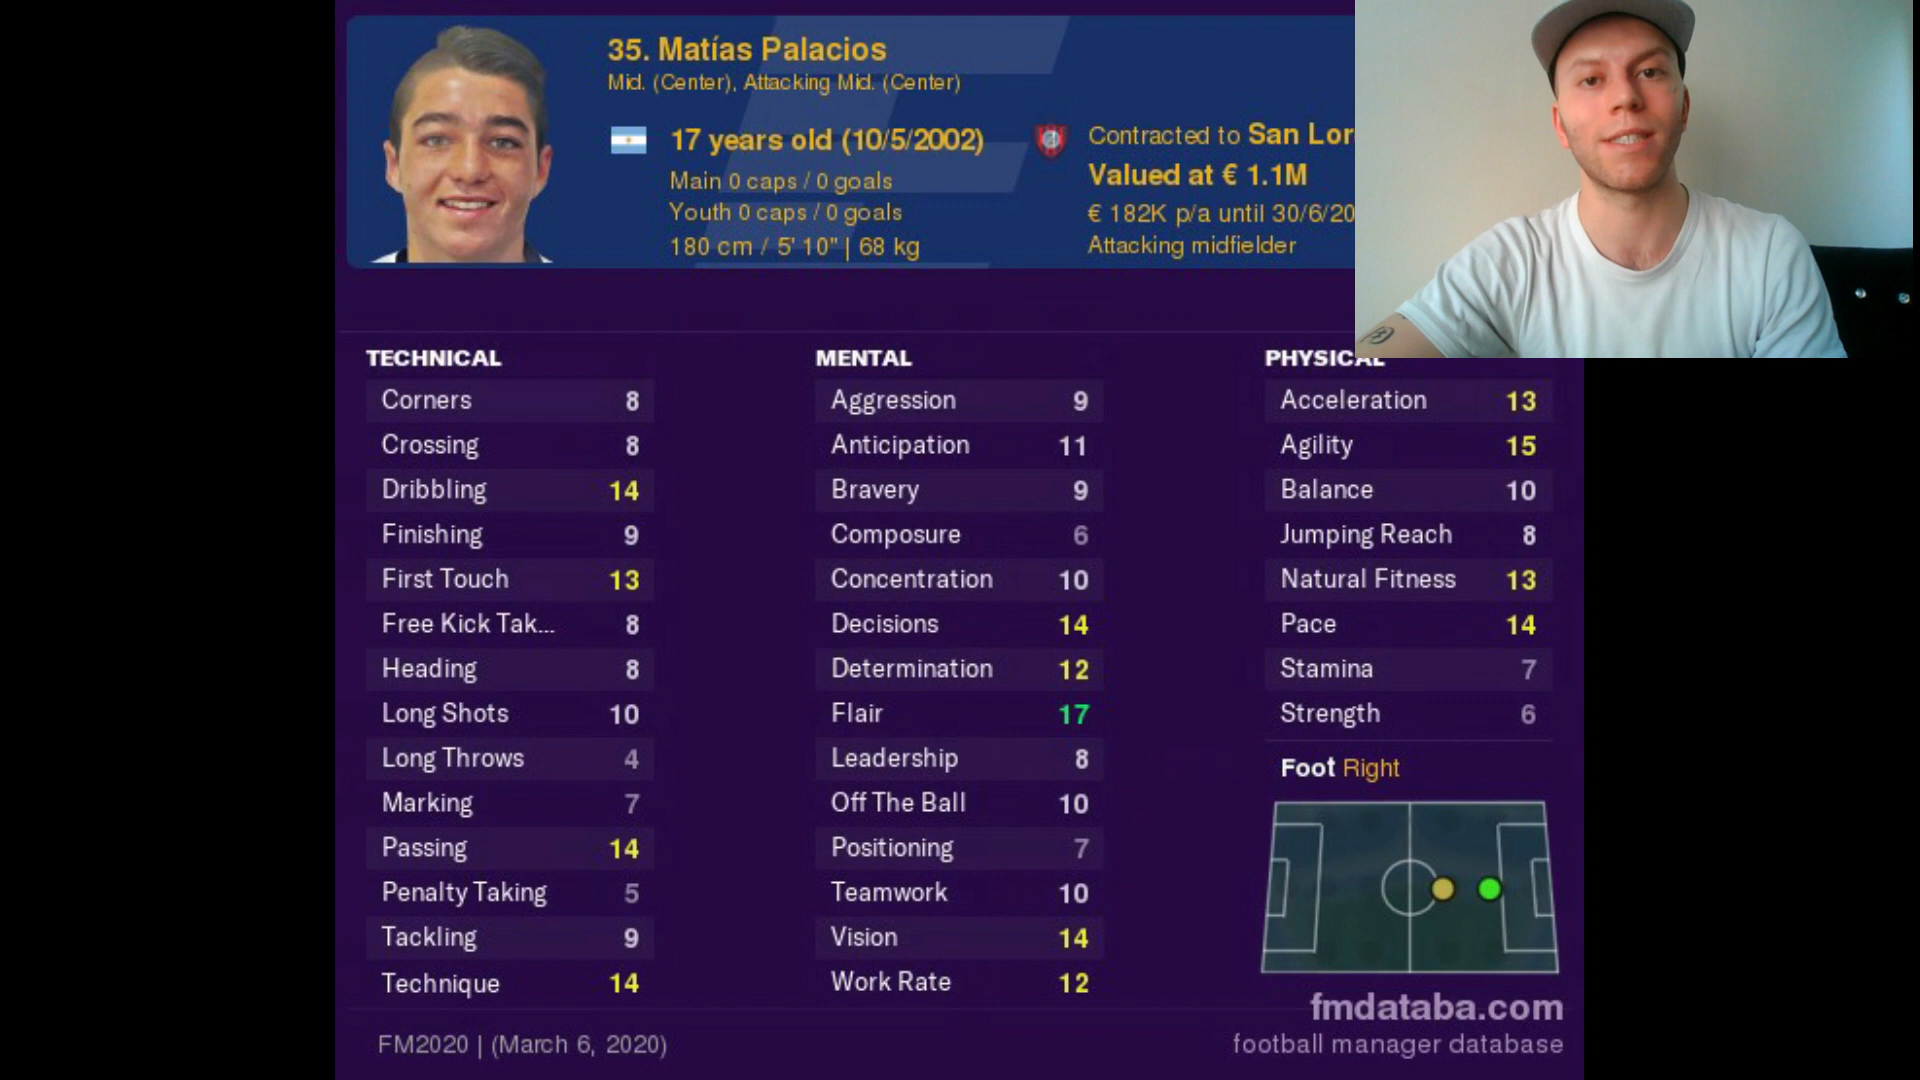 35. Matías Palacios
Mid. (Center), Attacking Mid. (Center)
17 years old (10/5/2002)
Main 0 caps / 0 goals
Youth 0 caps / 0 goals
180 cm / 5' 10" | 68 kg
Contracted to San Lor
Valued at € 1.1M
€ 182K p/a until 30/6/20
Attacking midfielder
TECHNICAL
Corners 8
Crossing 8
Dribbling 14
Finishing 9
First Touch 13
Free Kick Tak... 8
Heading 8
Long Shots 10
Long Throws 4
Marking 7
Passing 14
Penalty Taking 5
Tackling 9
Technique 14
MENTAL
Aggression 9
Anticipation 11
Bravery 9
Composure 6
Concentration 10
Decisions 14
Determination 12
Flair 17
Leadership 8
Off The Ball 10
Positioning 7
Teamwork 10
Vision 14
Work Rate 12
PHYSICAL
Acceleration 13
Agility 15
Balance 10
Jumping Reach 8
Natural Fitness 13
Pace 14
Stamina 7
Strength 6
Foot Right
fmdataba.com
football manager database
FM2020 | (March 6, 2020)